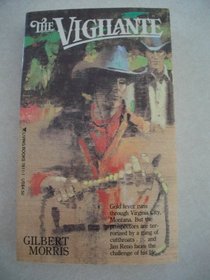 THE
VIGILANTE
Gold fever runs
through Virginia City,
Montana. But the
prospectors are ter-
rorized by a gang of
cutthroats . . . and
Jim Reno faces the
challenge of his life.
GILBERT
MORRIS